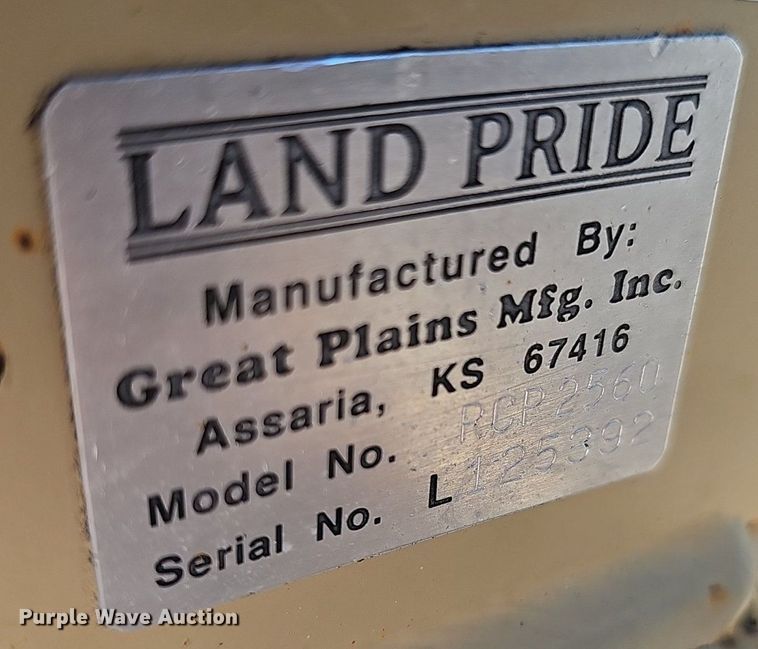 LAND PRIDE
Manufactured By:
Great Plains Mfg. Inc.
Assaria, KS 67416
Model No. RCP2560
Serial No. L125392
Purple Wave Auction